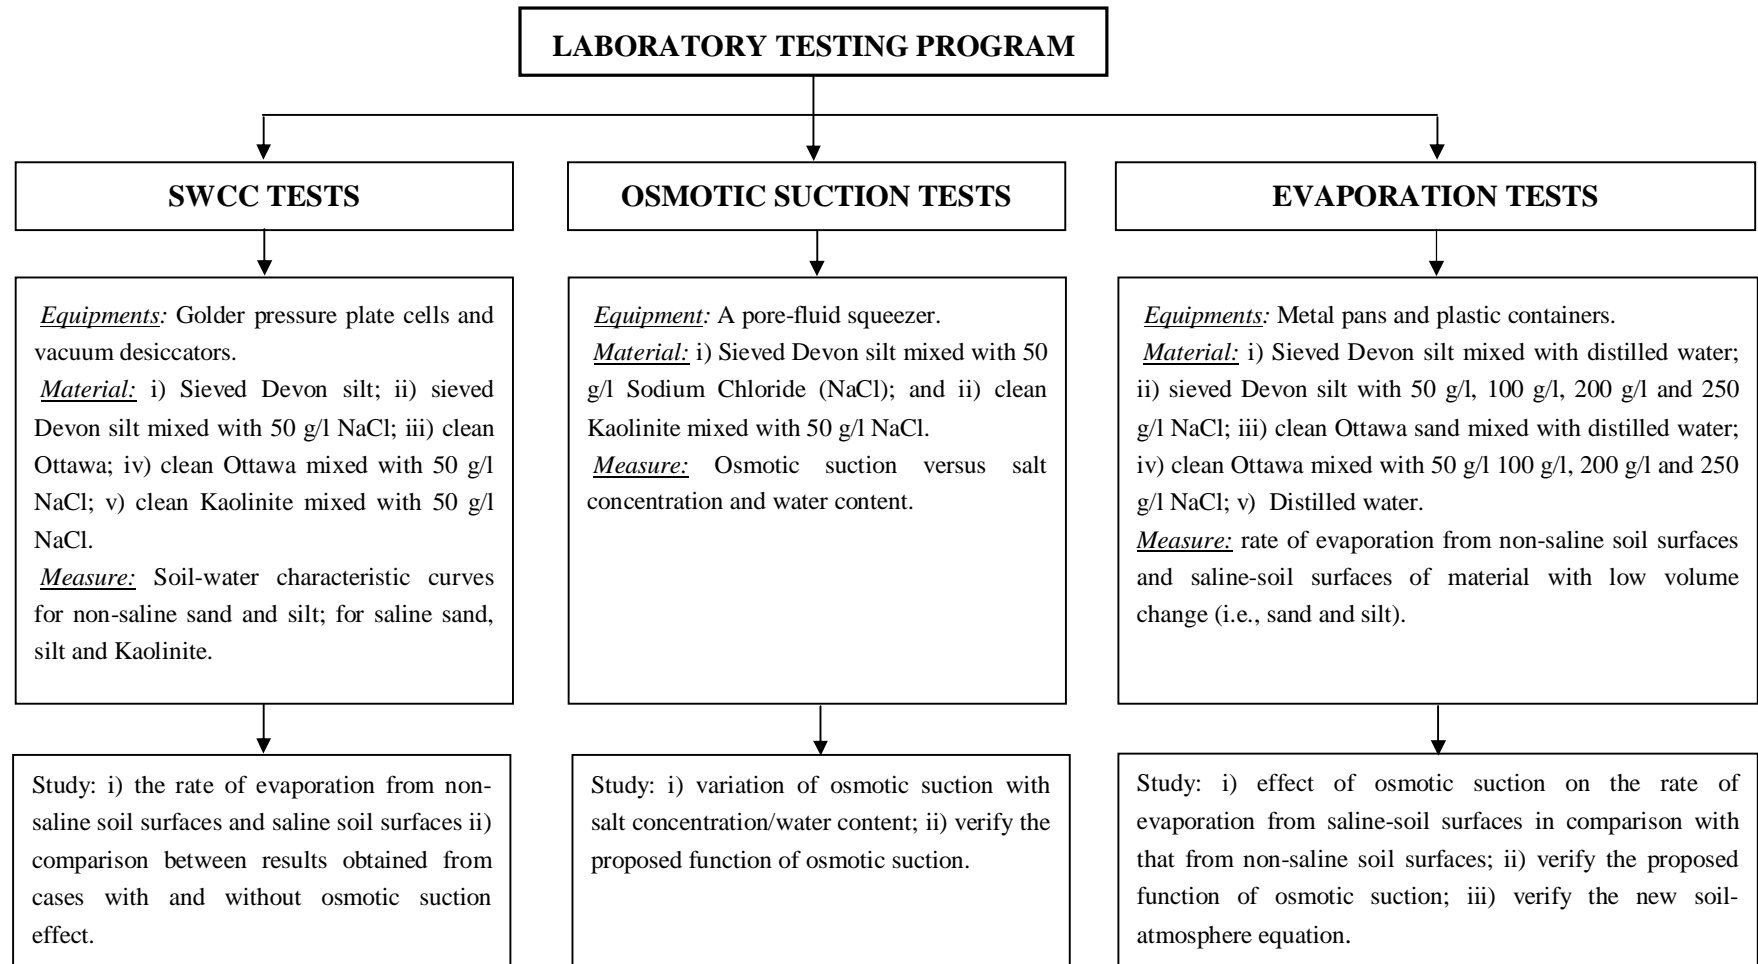 LABORATORY TESTING PROGRAM
SWCC TESTS
Equipments: Golder pressure plate cells and
vacuum desiccators.
Material: i) Sieved Devon silt; ii) sieved
Devon silt mixed with 50 g/l NaCl; iii) clean
Ottawa; iv) clean Ottawa mixed with 50 g/l
NaCl; v) clean Kaolinite mixed with 50 g/l
NaCl.
Measure: Soil-water characteristic curves
for non-saline sand and silt; for saline sand,
silt and Kaolinite.
Study: i) the rate of evaporation from non-
saline soil surfaces and saline soil surfaces ii)
comparison between results obtained from
cases with and without osmotic suction
effect.
OSMOTIC SUCTION TESTS
Equipment: A pore-fluid squeezer.
Material: i) Sieved Devon silt mixed with 50
g/l Sodium Chloride (NaCl); and ii) clean
Kaolinite mixed with 50 g/l NaCl.
Measure: Osmotic suction versus salt
concentration and water content.
Study: i) variation of osmotic suction with
salt concentration/water content; ii) verify the
proposed function of osmotic suction.
EVAPORATION TESTS
Equipments: Metal pans and plastic containers.
Material: i) Sieved Devon silt mixed with distilled water;
ii) sieved Devon silt with 50 g/l, 100 g/l, 200 g/l and 250
g/l NaCl; iii) clean Ottawa sand mixed with distilled water;
iv) clean Ottawa mixed with 50 g/l 100 g/l, 200 g/l and 250
g/l NaCl; v) Distilled water.
Measure: rate of evaporation from non-saline soil surfaces
and saline-soil surfaces of material with low volume
change (i.e., sand and silt).
Study: i) effect of osmotic suction on the rate of
evaporation from saline-soil surfaces in comparison with
that from non-saline soil surfaces; ii) verify the proposed
function of osmotic suction; iii) verify the new soil-
atmosphere equation.